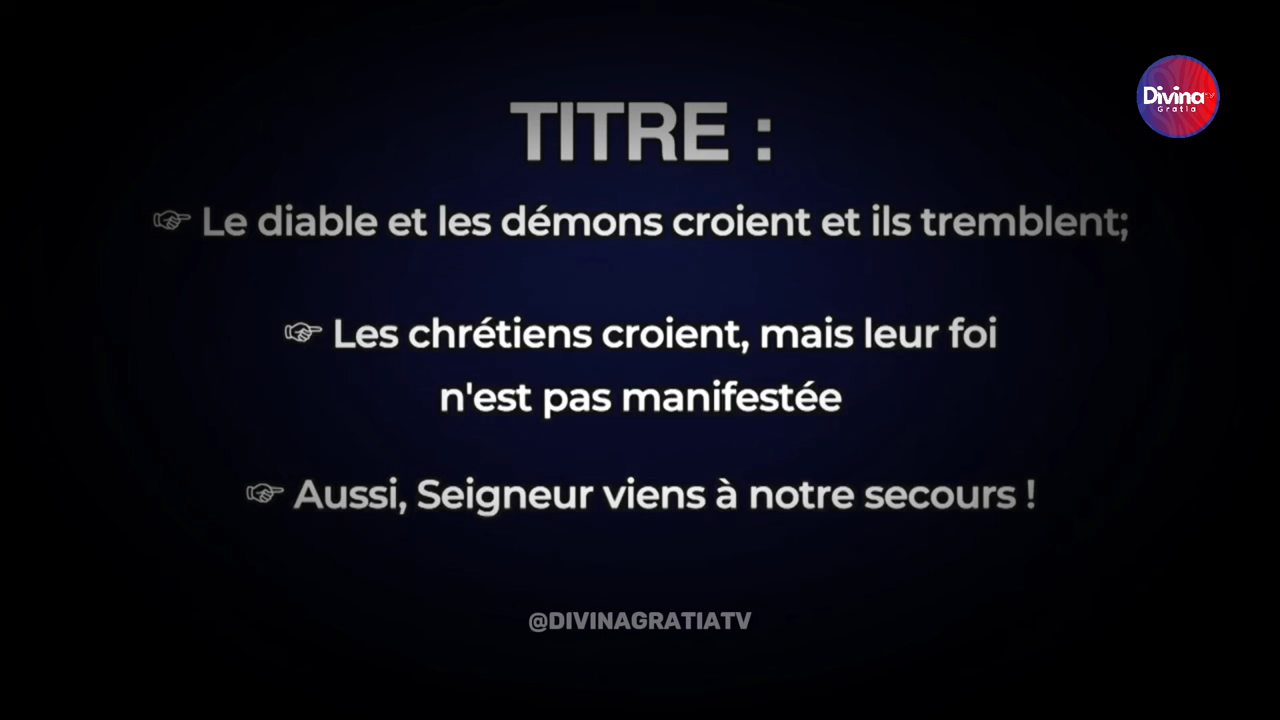 Divina TV
Gratia
TITRE :
☞ Le diable et les démons croient et ils tremblent;
☞ Les chrétiens croient, mais leur foi
n'est pas manifestée
☞ Aussi, Seigneur viens à notre secours !
@DIVINAGRATIATV